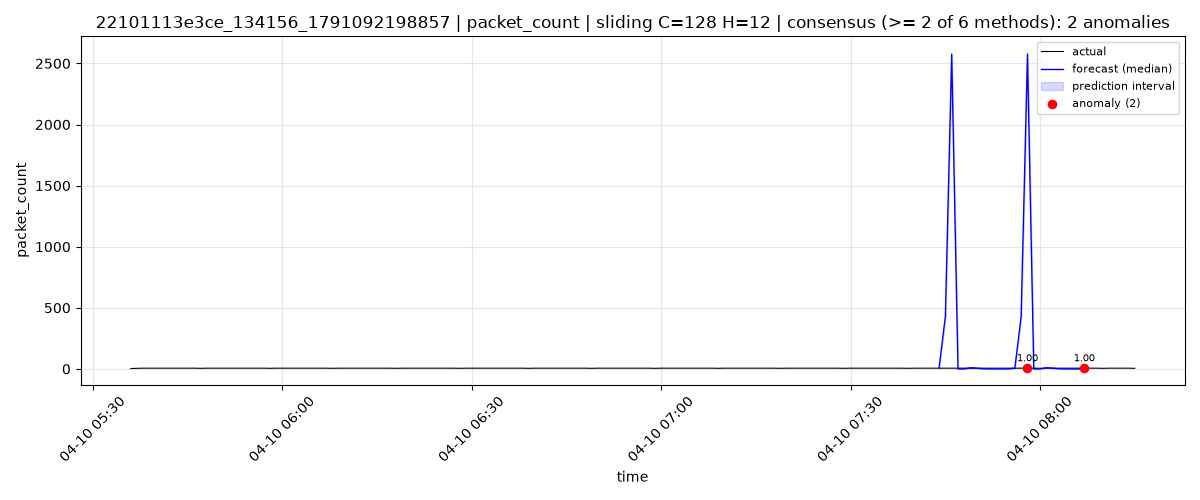 22101113e3ce_134156_1791092198857 | packet_count | sliding C=128 H=12 | consensus (>= 2 of 6 methods): 2 anomalies
actual
forecast (median)
prediction interval
anomaly (2)
packet_count
2500
2000
1500
1000
500
0
1.00
1.00
04-10 05:30
04-10 06:00
04-10 06:30
04-10 07:00
04-10 07:30
04-10 08:00
time